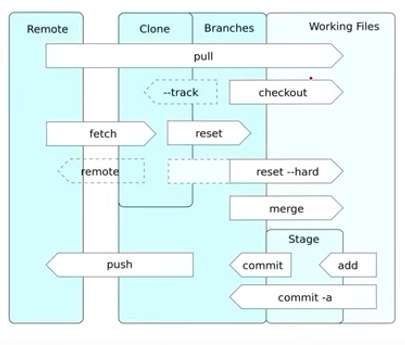 Remote
Clone
Branches
Working Files
pull
--track
checkout
fetch
reset
remote
reset --hard
merge
Stage
push
commit
add
commit -a